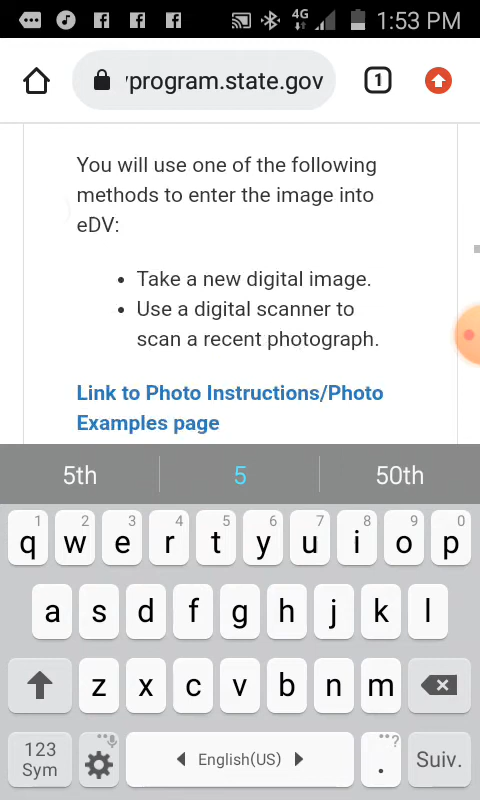 4G 1:53 PM
program.state.gov 1
You will use one of the following
methods to enter the image into
eDV:
• Take a new digital image.
• Use a digital scanner to
scan a recent photograph.
Link to Photo Instructions/Photo
Examples page
5th 5 50th
1 2 3 4 5 6 7 8 9 0
q w e r t y u i o p
a s d f g h j k l
z x c v b n m
123 Sym English(US) . ? Suiv.